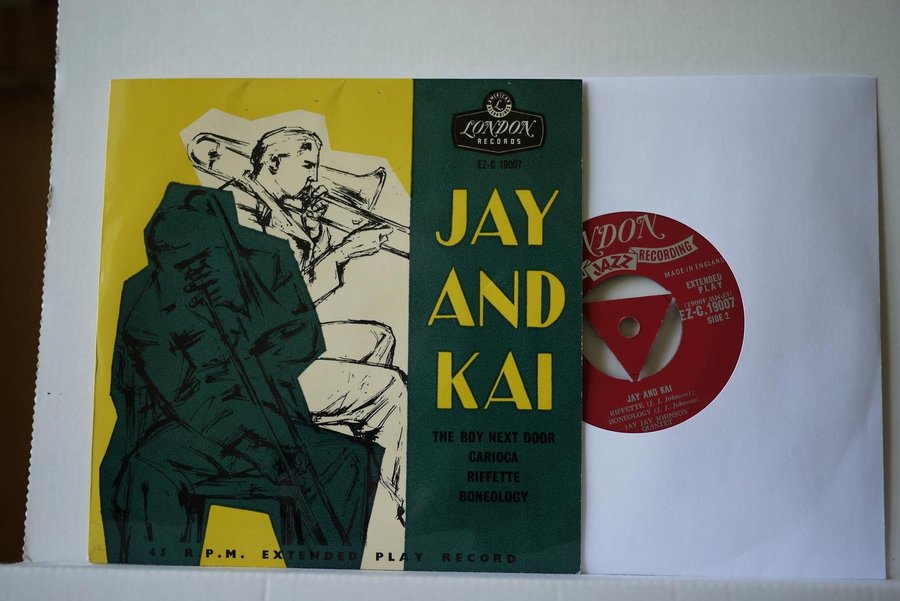 AMERICAN
L
LONDON
RECORDS
EZ-C 19007
JAY
AND
KAI
THE BOY NEXT DOOR
CARIOCA
RIFFETTE
BONEOLOGY
45 R.P.M. EXTENDED PLAY RECORD
NDON
JAZZ RECORDING
MADE IN ENGLAND
EXTENDED
PLAY
EZ-C.19007
SIDE 2
JAY AND KAI
RIFFETTE (J. J. Johnson);
BONEOLOGY (J. J. Johnson)
JAY JAY JOHNSON
QUINTET